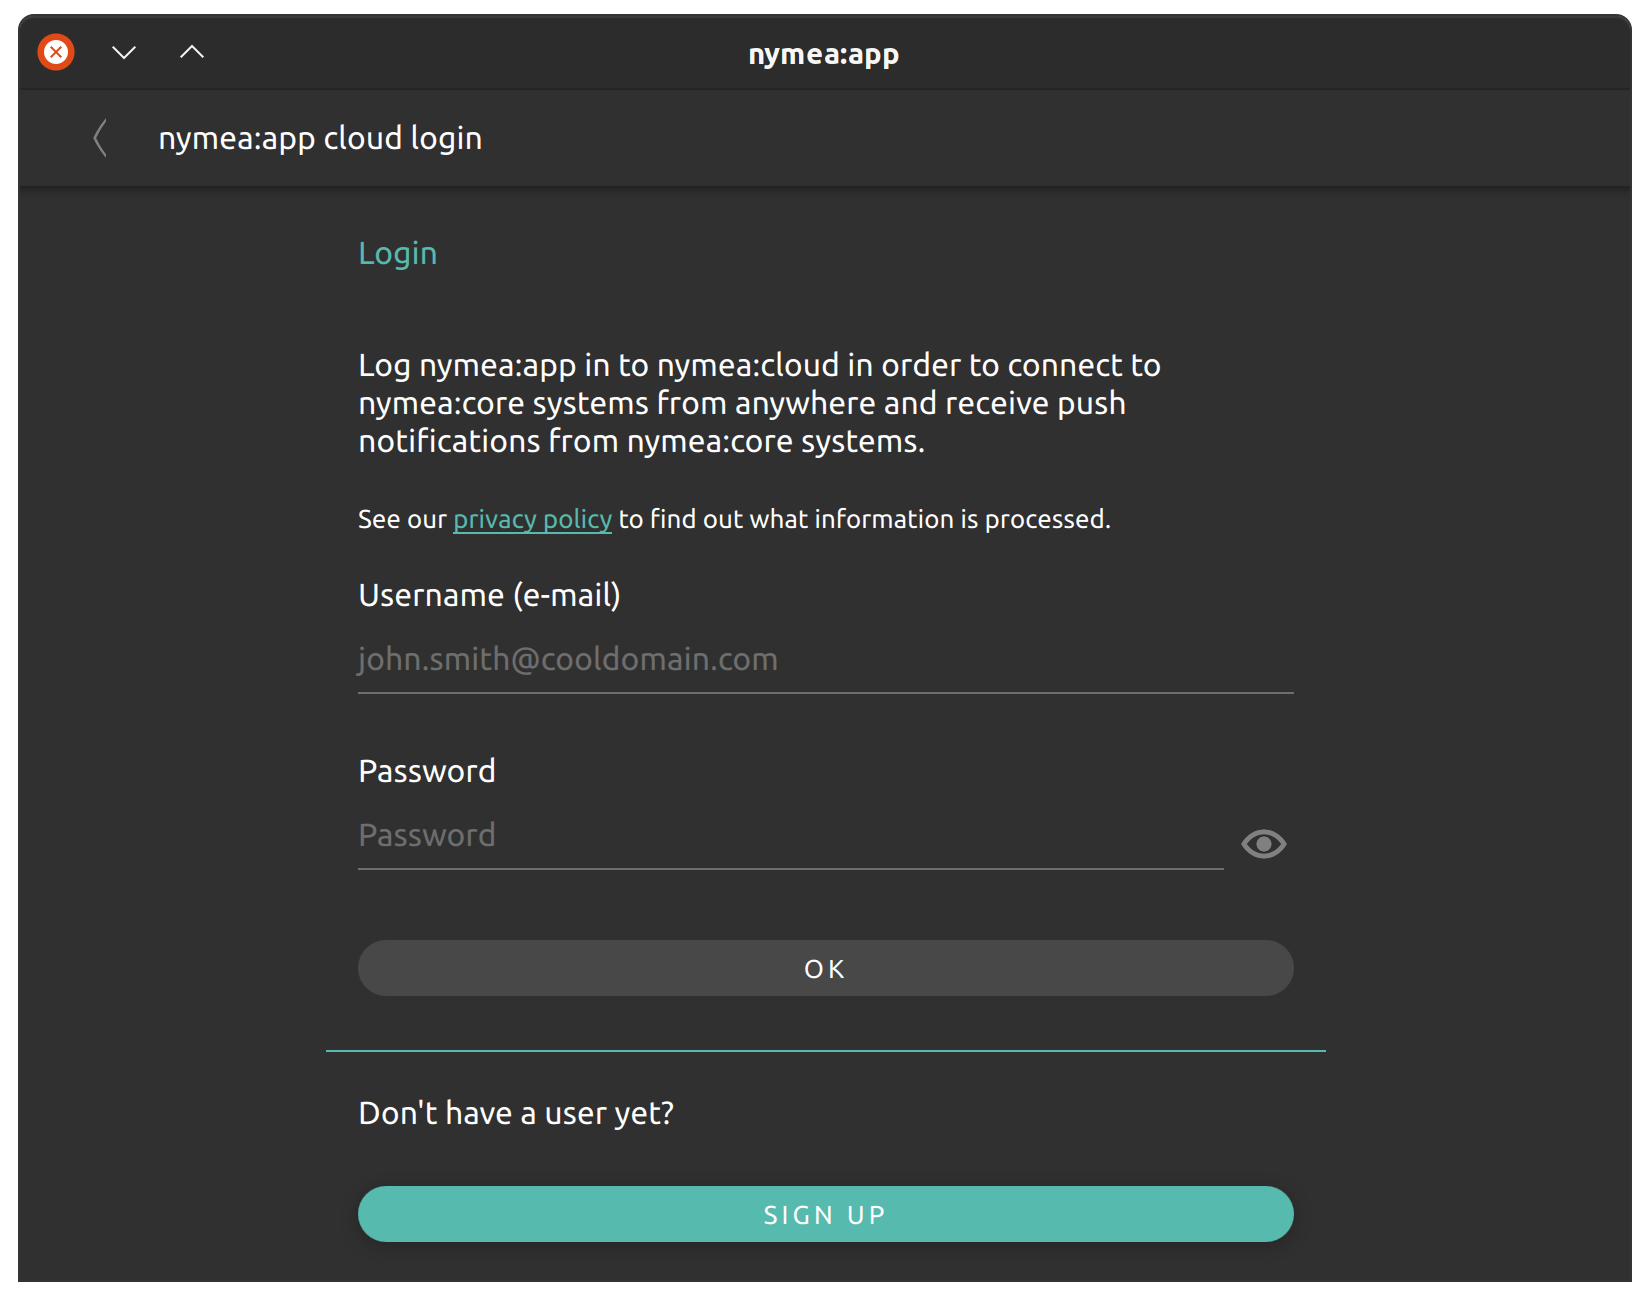 nymea:app
nymea:app cloud login
Login
Log nymea:app in to nymea:cloud in order to connect to
nymea:core systems from anywhere and receive push
notifications from nymea:core systems.
See our privacy policy to find out what information is processed.
Username (e-mail)
john.smith@cooldomain.com
Password
Password
OK
Don't have a user yet?
SIGN UP